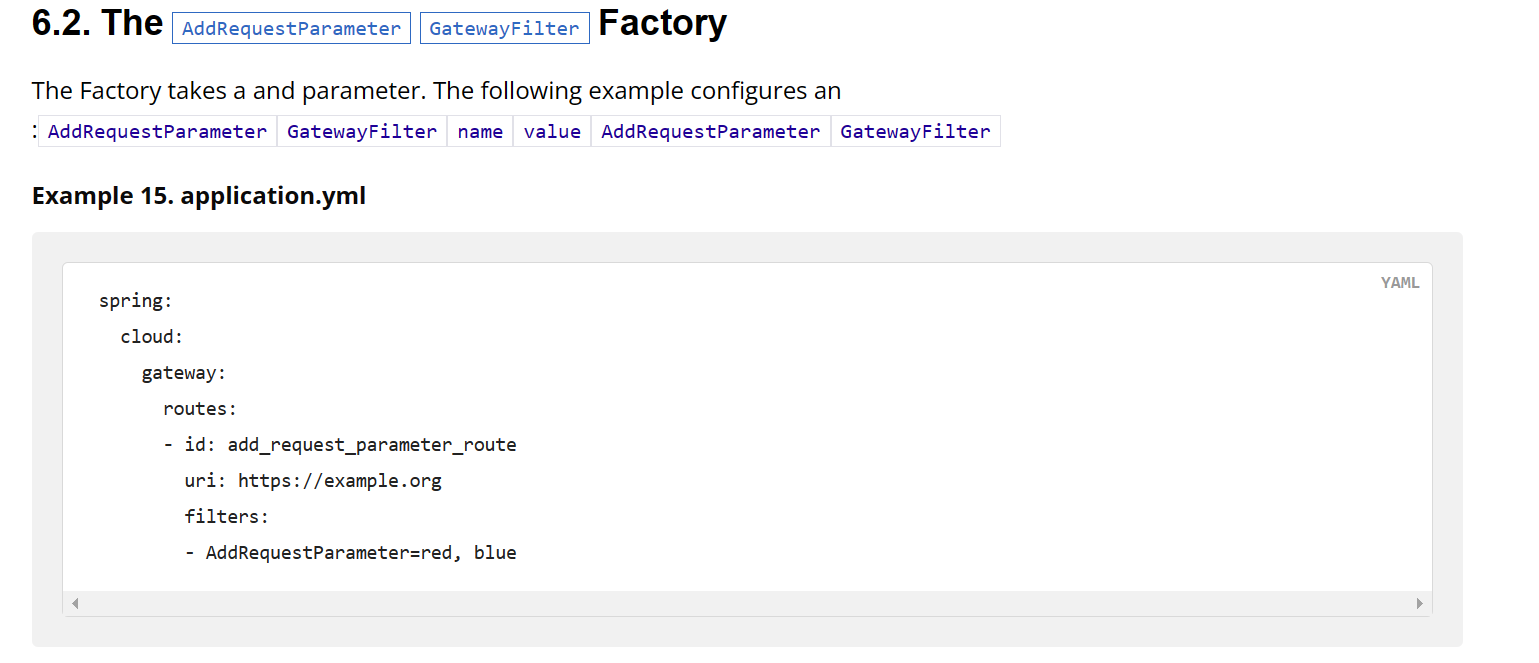 6.2. The AddRequestParameter GatewayFilter Factory
The Factory takes a and parameter. The following example configures an
: AddRequestParameter GatewayFilter name value AddRequestParameter GatewayFilter
Example 15. application.yml
YAML
spring:
  cloud:
    gateway:
      routes:
      - id: add_request_parameter_route
        uri: https://example.org
        filters:
        - AddRequestParameter=red, blue